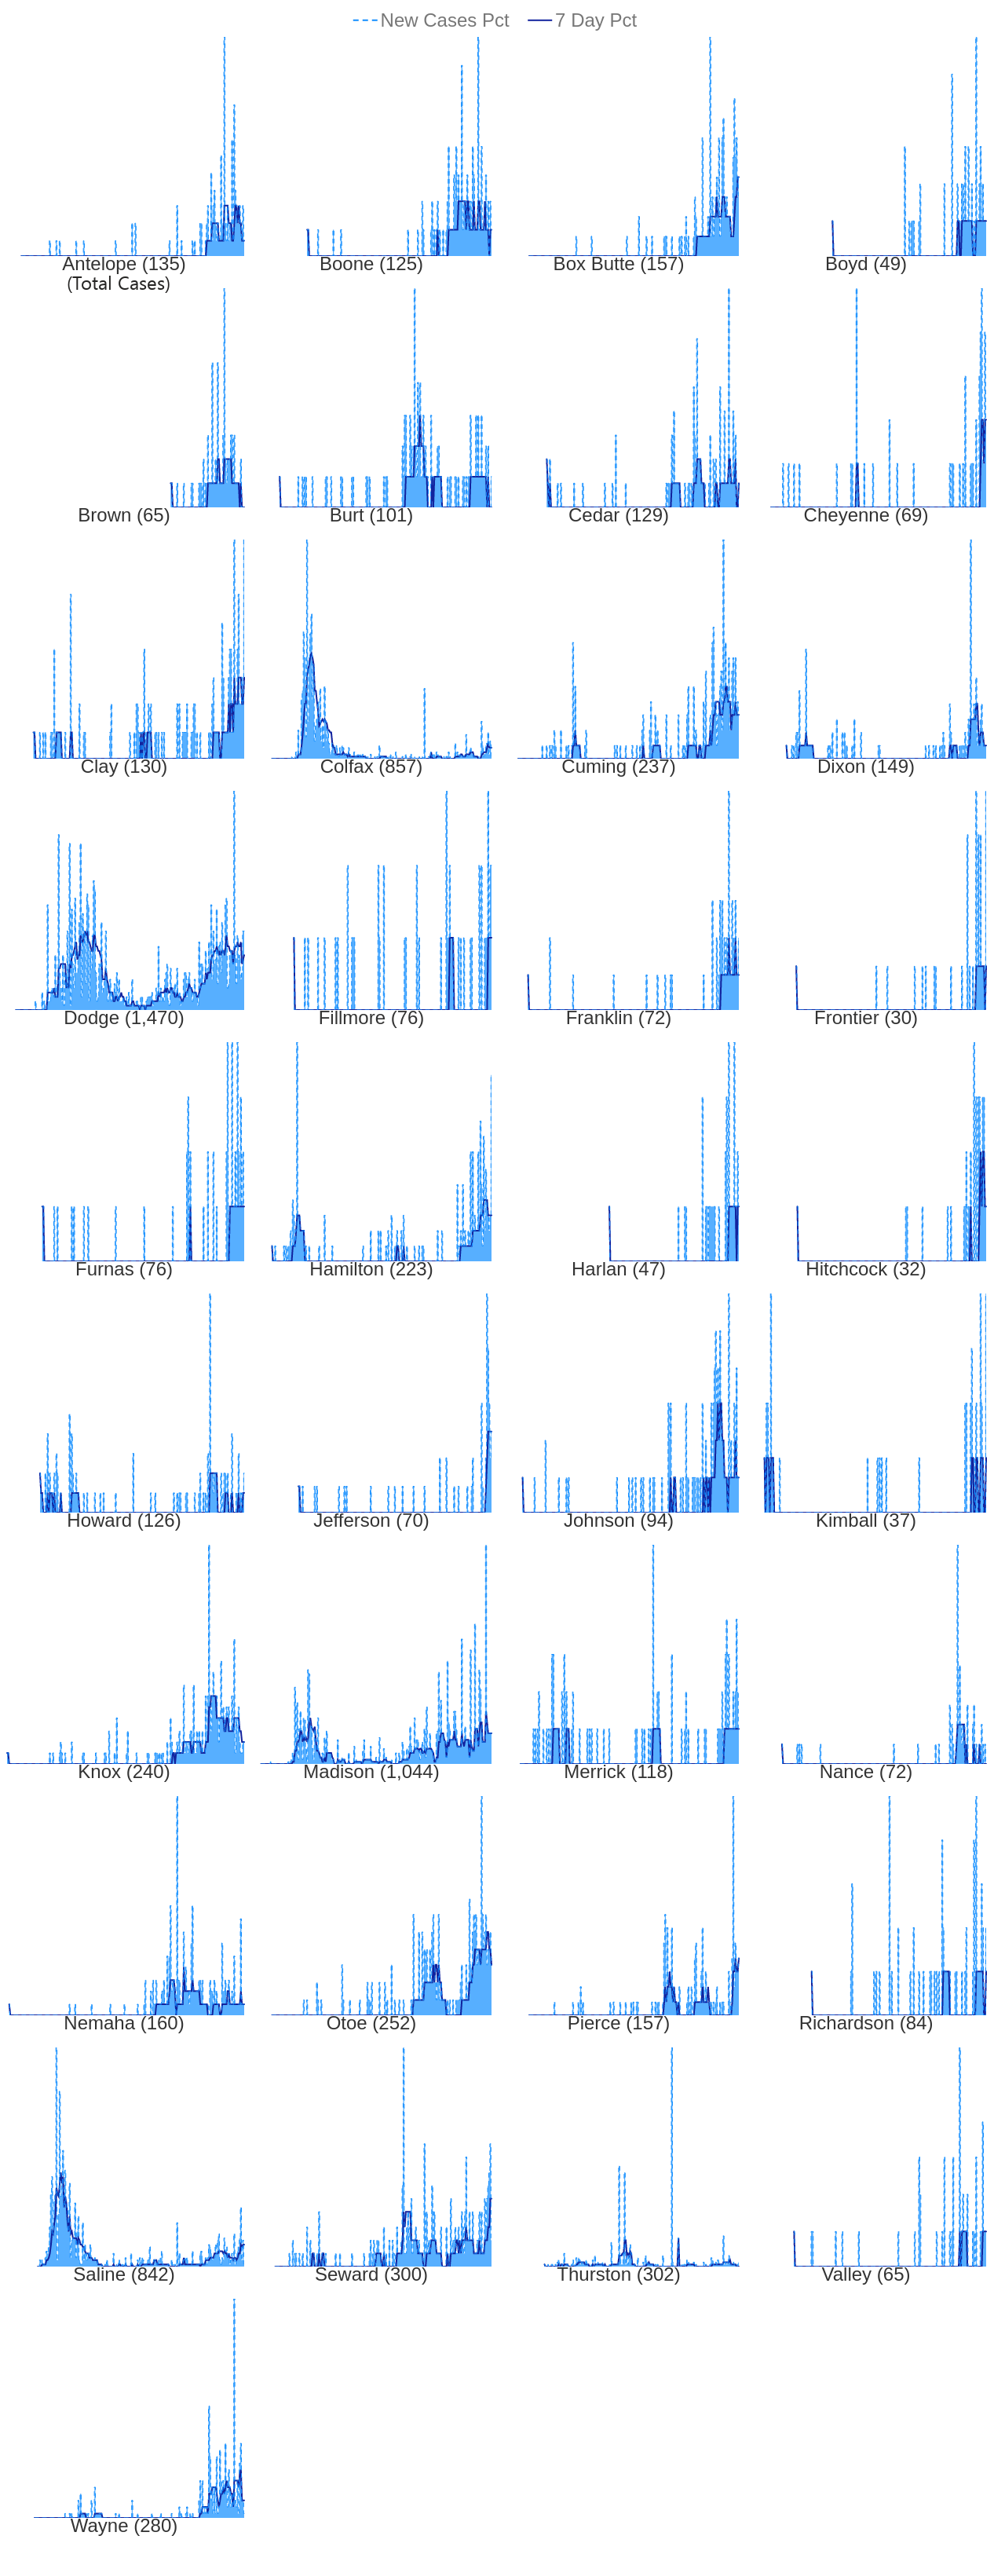 New Cases Pct 7 Day Pct
Antelope (135) Boone (125) Box Butte (157) Boyd (49)
(Total Cases)
Brown (65) Burt (101) Cedar (129) Cheyenne (69)
Clay (130) Colfax (857) Cuming (237) Dixon (149)
Dodge (1,470) Fillmore (76) Franklin (72) Frontier (30)
Furnas (76) Hamilton (223) Harlan (47) Hitchcock (32)
Howard (126) Jefferson (70) Johnson (94) Kimball (37)
Knox (240) Madison (1,044) Merrick (118) Nance (72)
Nemaha (160) Otoe (252) Pierce (157) Richardson (84)
Saline (842) Seward (300) Thurston (302) Valley (65)
Wayne (280)